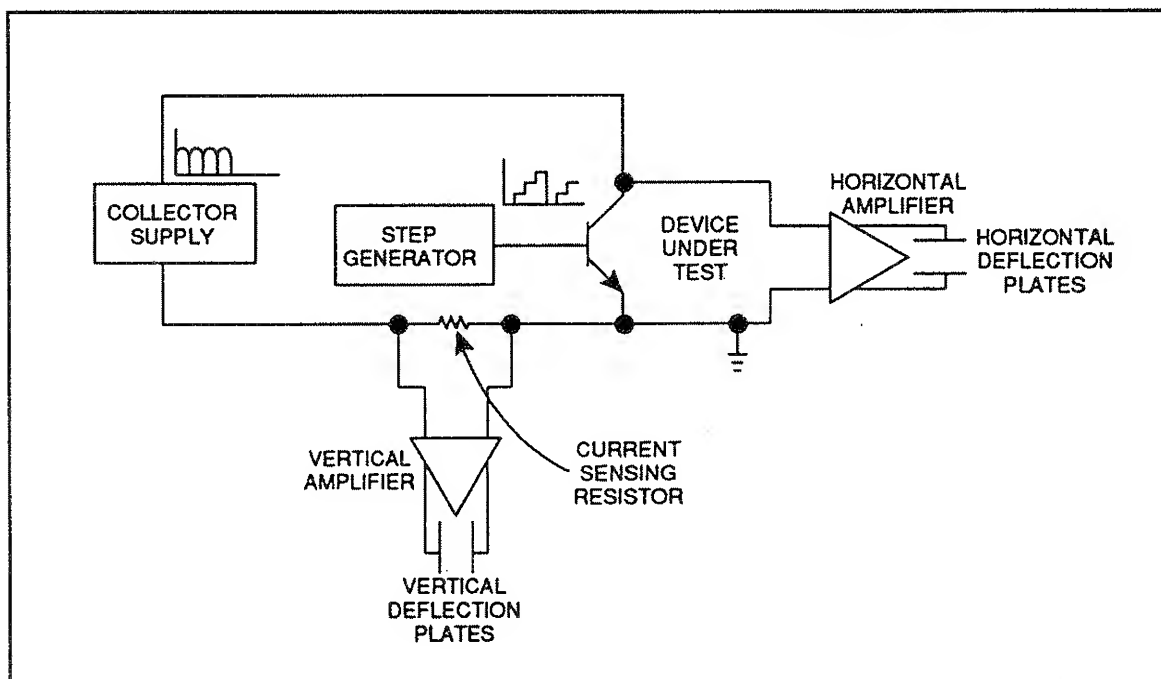 COLLECTOR
SUPPLY
STEP
GENERATOR
DEVICE
UNDER
TEST
HORIZONTAL
AMPLIFIER
HORIZONTAL
DEFLECTION
PLATES
VERTICAL
AMPLIFIER
CURRENT
SENSING
RESISTOR
VERTICAL
DEFLECTION
PLATES